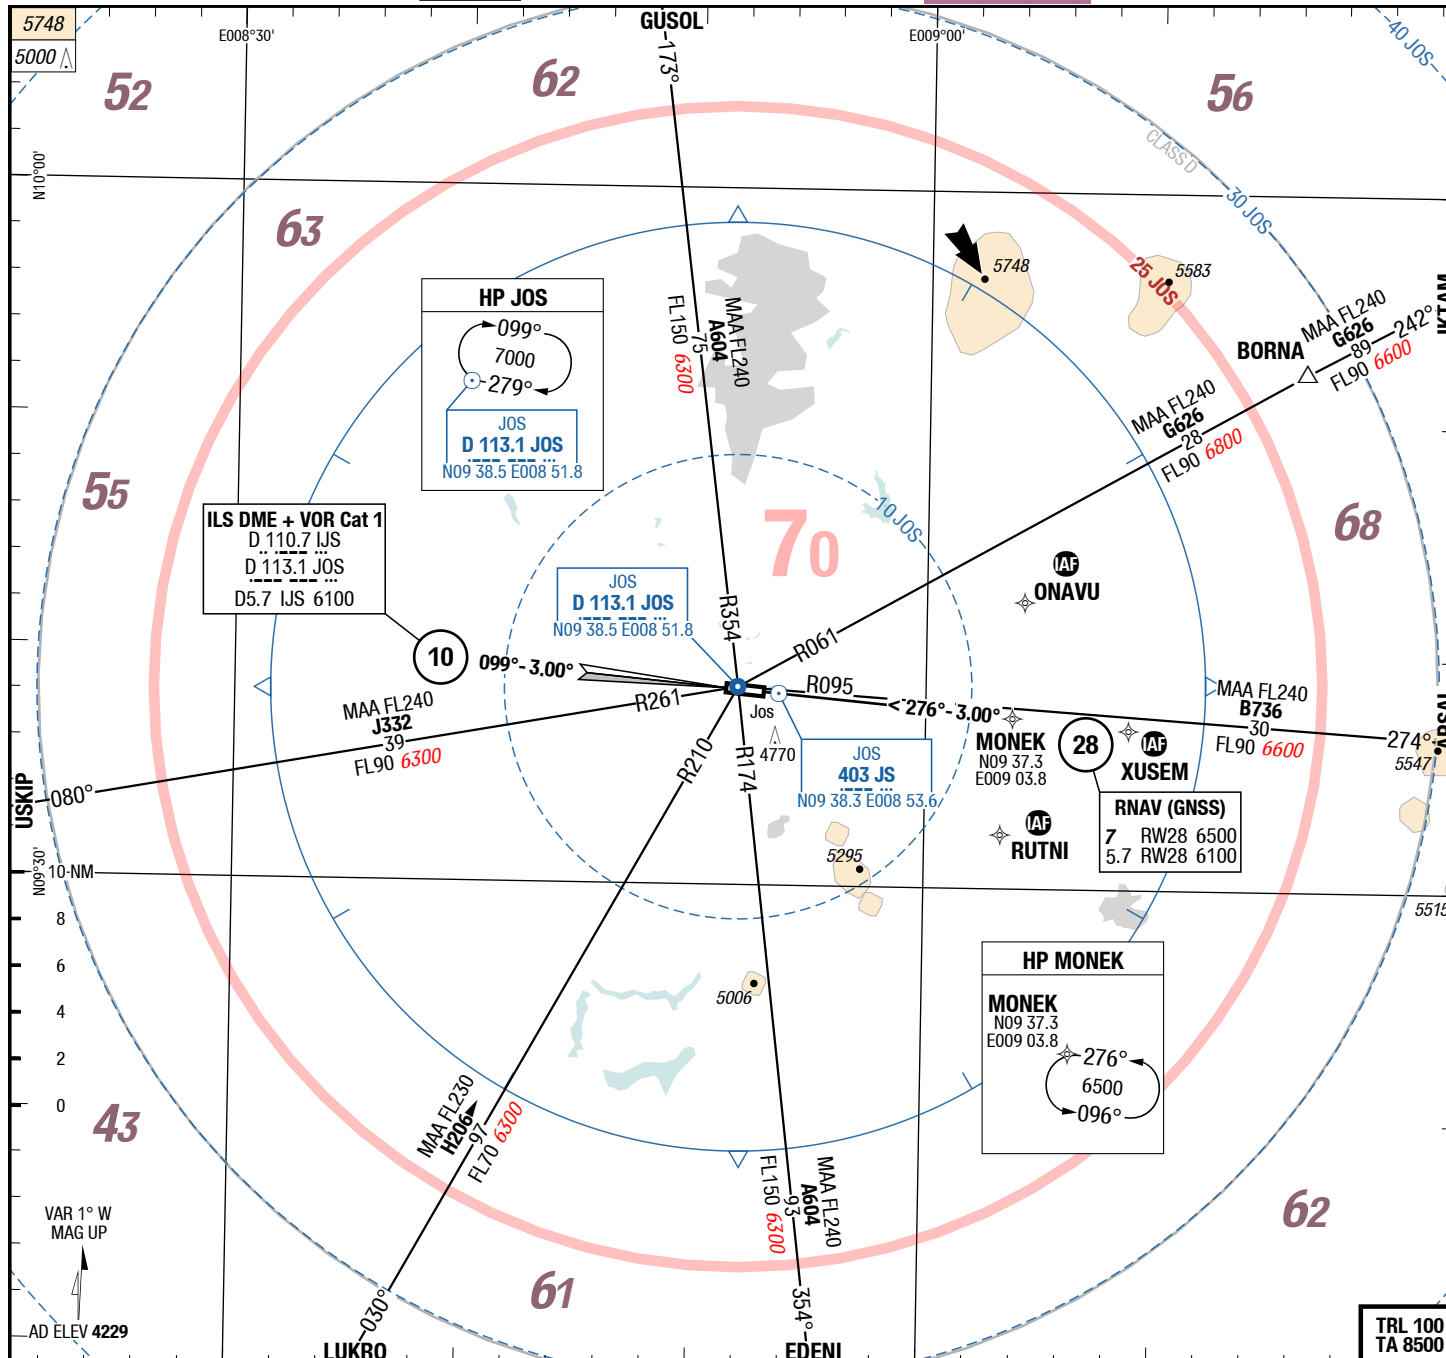 5748
5000
E008°30'
GUSOL
E009°00'
40 JOS
52
62
56
173°
CLASS D
N10°00'
30 JOS
63
5748
25 JOS
5583
HP JOS
099°
7000
279°
JOS
D 113.1 JOS
N09 38.5 E008 51.8
FL150 6300
75
A604
MAA FL240
BORNA
MAA FL240
G626
89
FL90 6600
242°
MAA FL240
G626
28
FL90 6800
55
ILS DME + VOR Cat 1
D 110.7 IJS
D 113.1 JOS
D5.7 IJS 6100
70
10 JOS
68
JOS
D 113.1 JOS
N09 38.5 E008 51.8
R354
IAF
ONAVU
R061
10
099°-3.00°
R095
R261
MAA FL240
J332
39
FL90 6300
Jos
4770
R210
R174
<276°-3.00°
MONEK
N09 37.3
E009 03.8
28
IAF
XUSEM
MAA FL240
B736
30
FL90 6600
274°
5547
JOS
403 JS
N09 38.3 E008 53.6
USKIP
080°
RNAV (GNSS)
7 RW28 6500
5.7 RW28 6100
IAF
RUTNI
N09°30'
10 NM
8
6
4
2
0
5295
5515
5006
HP MONEK
MONEK
N09 37.3
E009 03.8
276°
6500
096°
43
MAA FL230
H206
97
FL70 6300
FL150 6300
93
A604
MAA FL240
62
VAR 1° W
MAG UP
61
030°
354°
AD ELEV 4229
LUKRO
EDENI
TRL 100
TA 8500